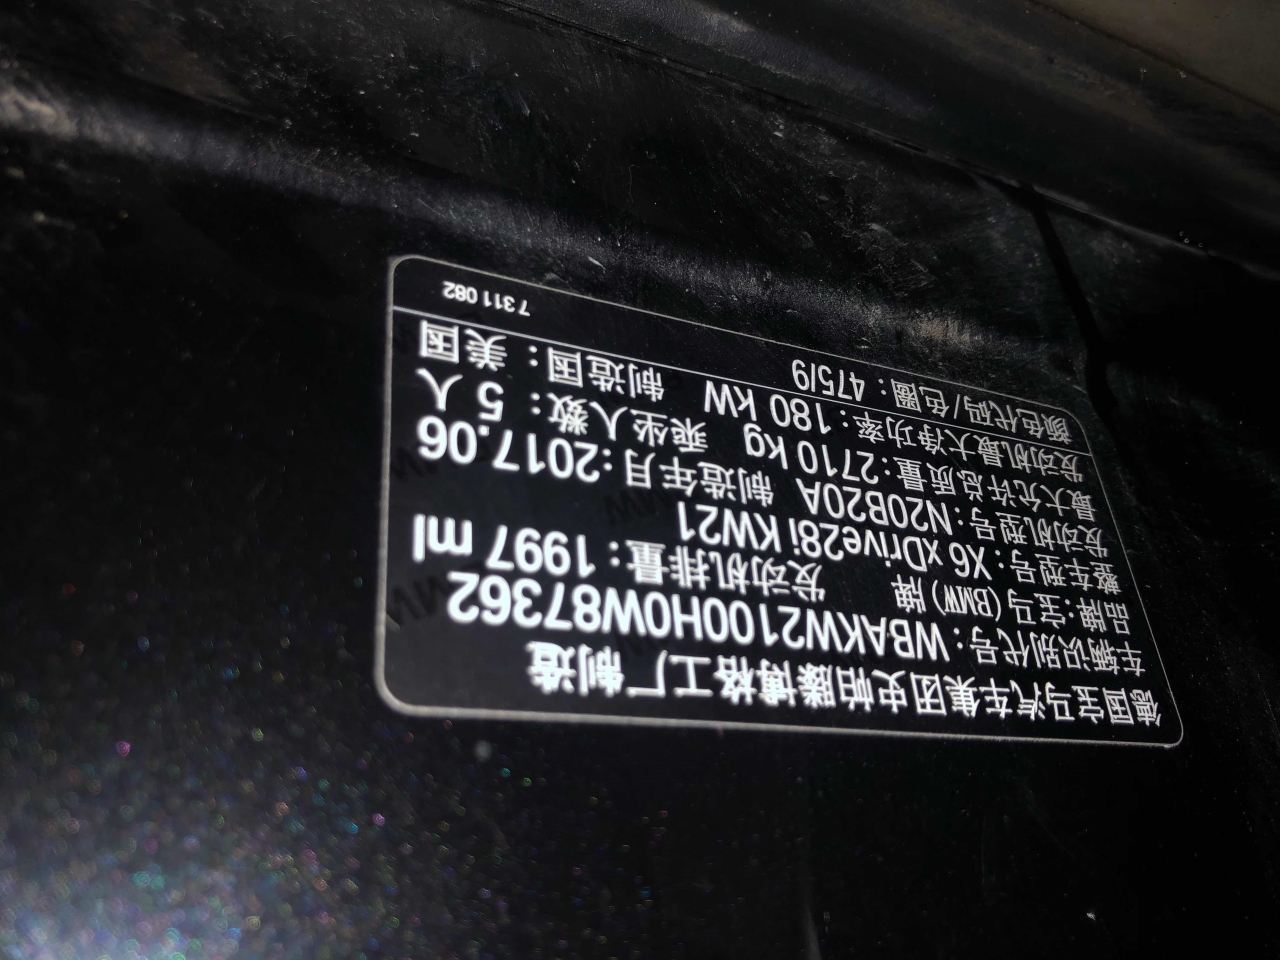 德国宝马汽车集团史帕滕博格工厂制造
车辆识别代号：WBAKW2100H0W87362
品牌：宝马(BMW)牌 发动机排量：1997 ml
整车型号：X6 xDrive28i KW21
发动机型号：N20B20A 制造年月：2017.06
最大允许总质量：2710 kg 乘坐人数：5 人
发动机最大净功率：180 kW 制造国：美国
颜色代码/色圈：475/9
7 311 082